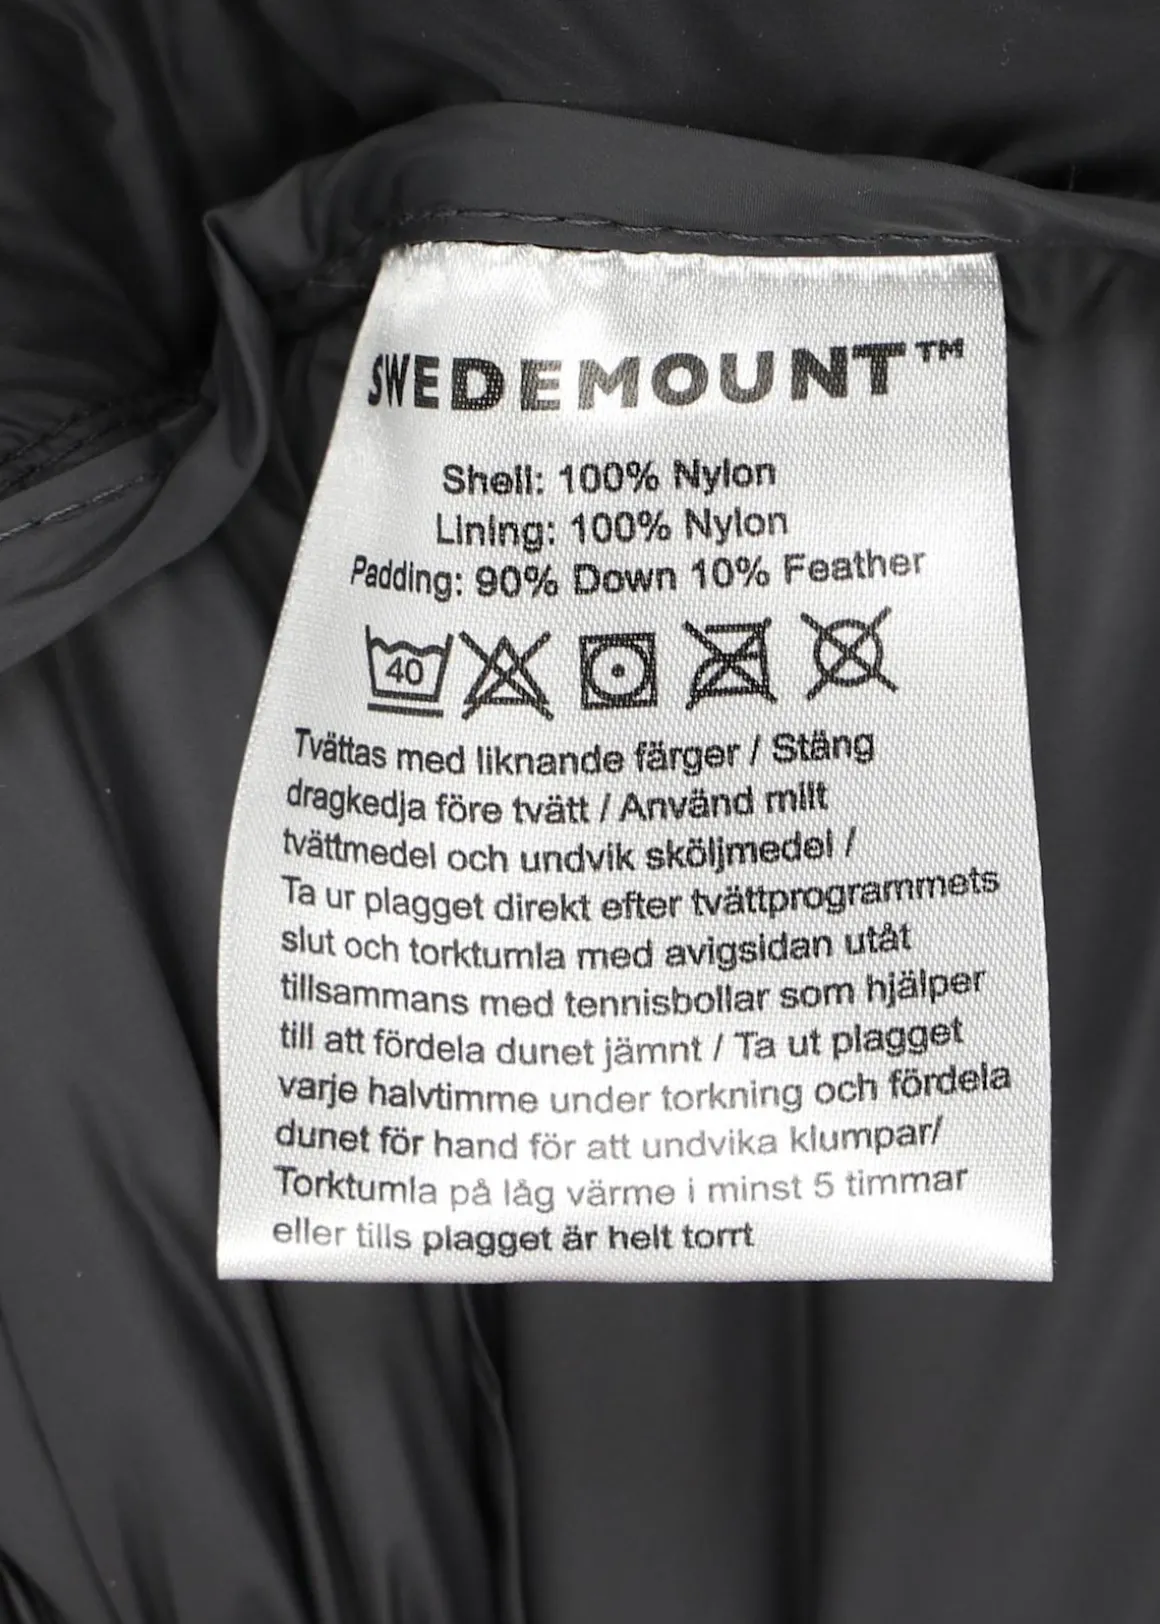 SWEDEMOUNT™
Shell: 100% Nylon
Lining: 100% Nylon
Padding: 90% Down 10% Feather
40
Tvättas med liknande färger / Stäng
dragkedja före tvätt / Använd milt
tvättmedel och undvik sköljmedel /
Ta ur plagget direkt efter tvättprogrammets
slut och torktumla med avigsidan utåt
tillsammans med tennisbollar som hjälper
till att fördela dunet jämnt / Ta ut plagget
varje halvtimme under torkning och fördela
dunet för hand för att undvika klumpar/
Torktumla på låg värme i minst 5 timmar
eller tills plagget är helt torrt